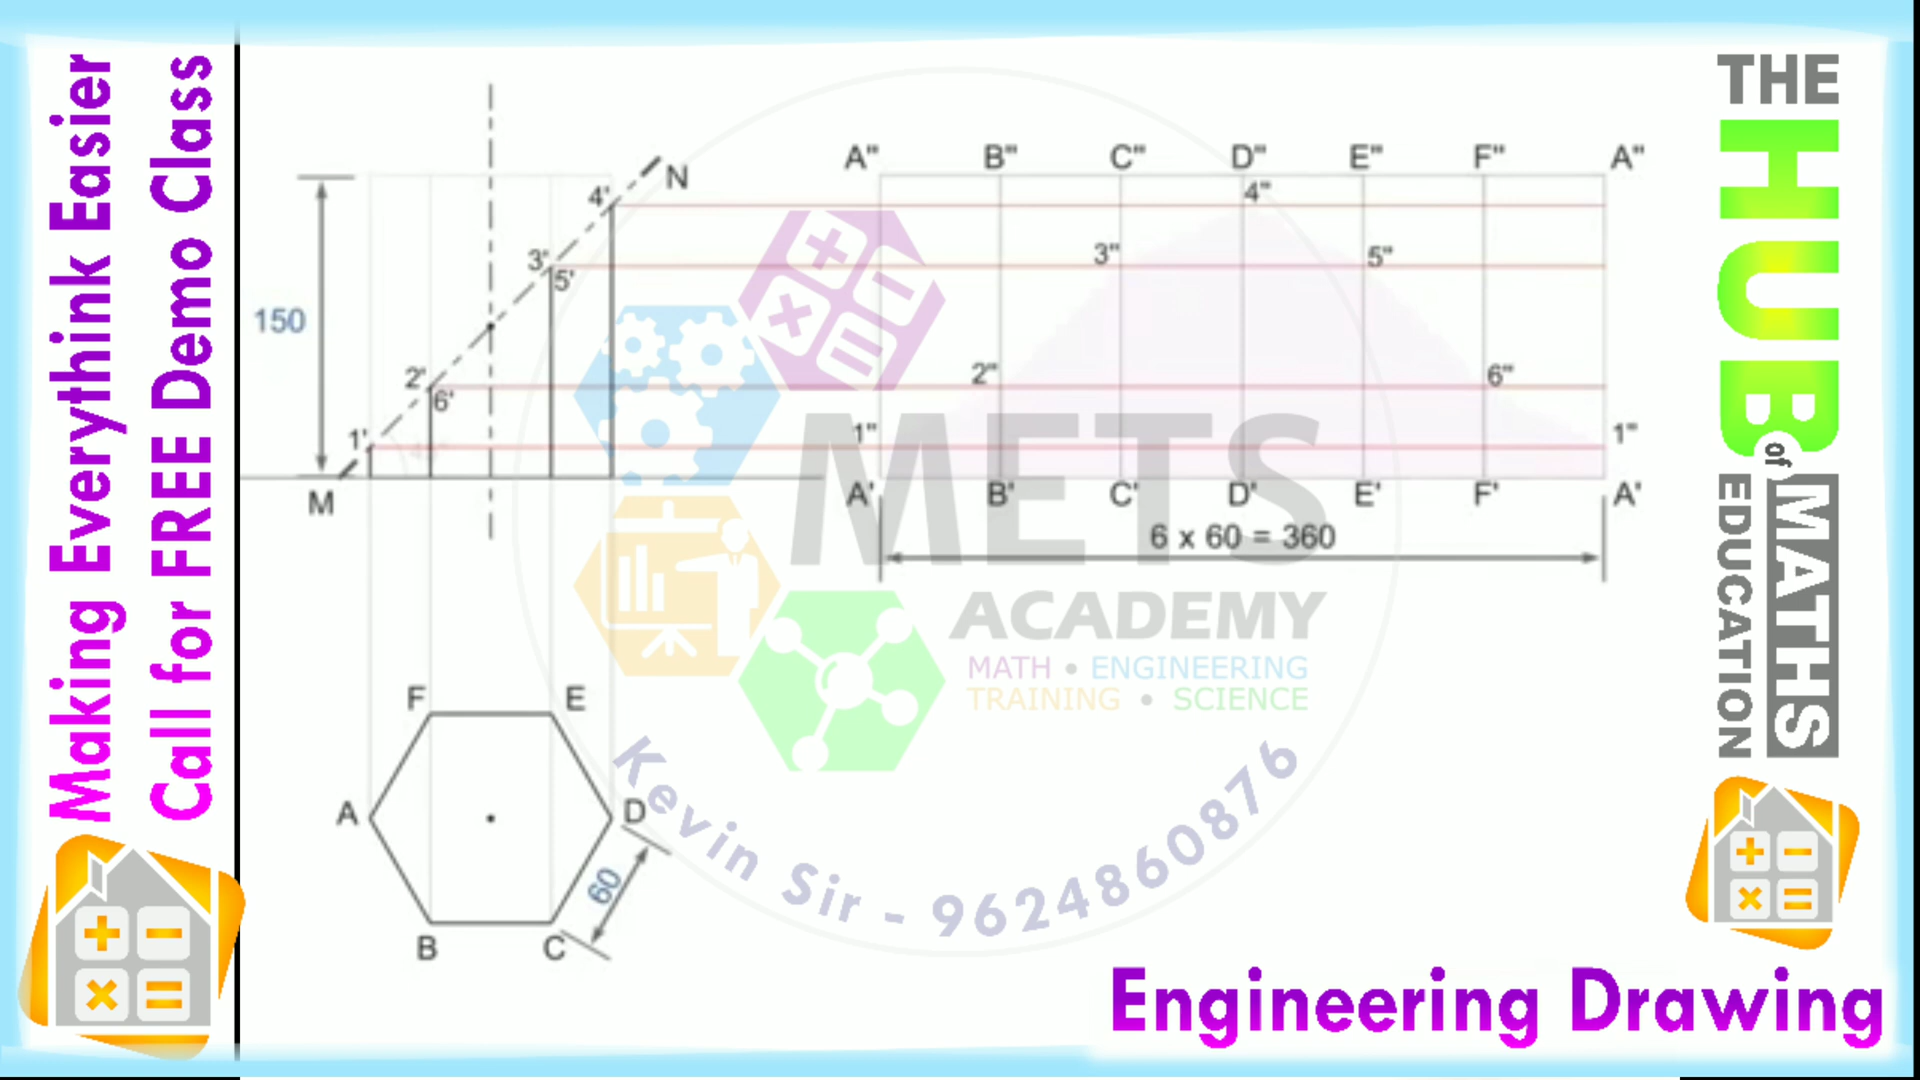 Making Everythink Easier
Call for FREE Demo Class
THE
HUB
of
MATHS
EDUCATION
A" B" C" D" E" F" A"
N
4'
4"
3'
5'
3"
5"
150
2'
6'
2"
6"
1'
1"
1"
M
A' B' C' D' E' F' A'
6 x 60 = 360
METS
ACADEMY
MATH • ENGINEERING
TRAINING • SCIENCE
F E
A D
60
B C
Kevin Sir - 9624860876
Engineering Drawing